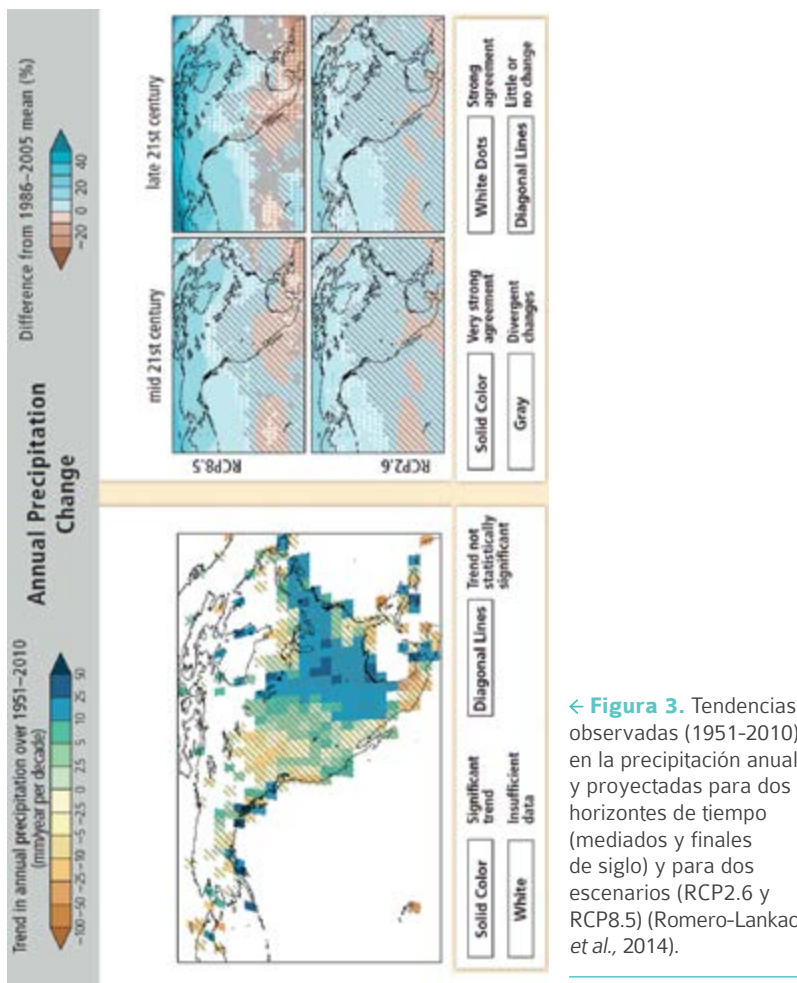 Annual Precipitation
Change
Trend in annual precipitation over 1951–2010
(mm/year per decade)
−100 −50 −25 −10 −5 −2.5 0 2.5 5 10 25 50
Difference from 1986–2005 mean (%)
−20 0 20 40
mid 21st century
late 21st century
RCP8.5
RCP2.6
Solid Color
Significant
trend
Diagonal Lines
Trend not
statistically
significant
White
Insufficient
data
Solid Color
Very strong
agreement
White Dots
Strong
agreement
Gray
Divergent
changes
Diagonal Lines
Little or
no change
← Figura 3. Tendencias
observadas (1951-2010)
en la precipitación anual
y proyectadas para dos
horizontes de tiempo
(mediados y finales
de siglo) y para dos
escenarios (RCP2.6 y
RCP8.5) (Romero-Lankao
et al., 2014).